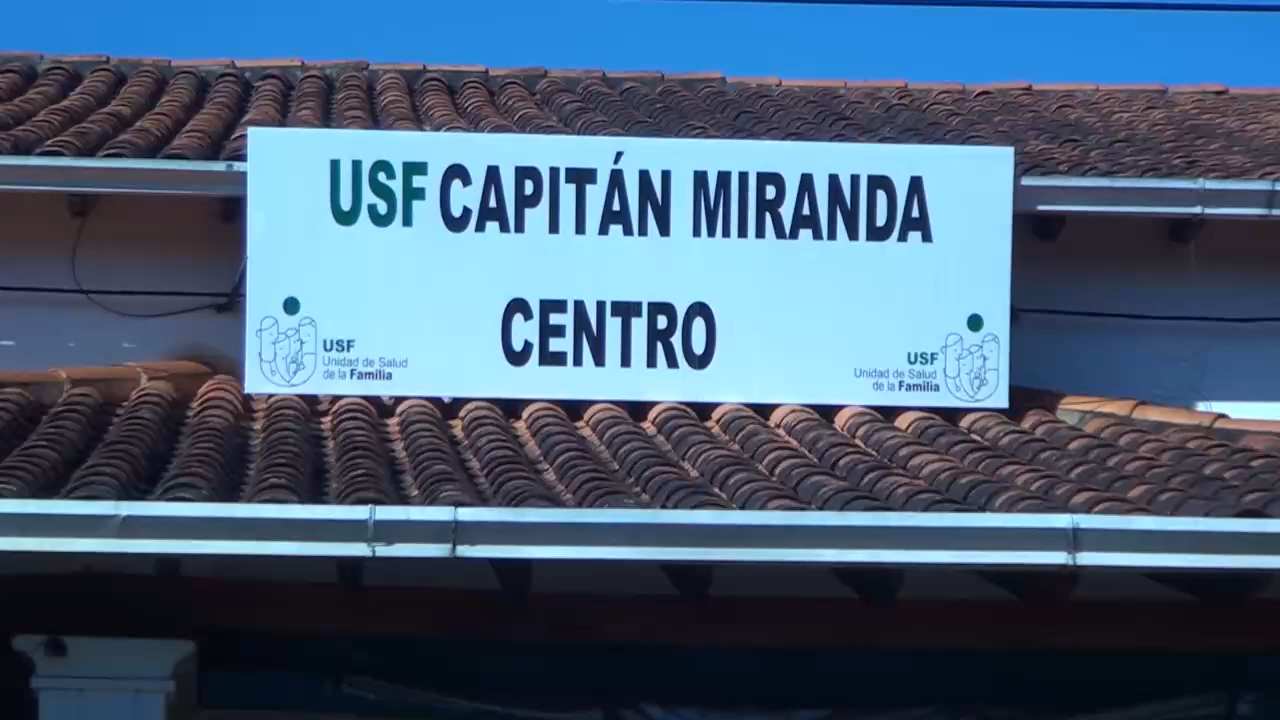 USF CAPITÁN MIRANDA
CENTRO
USF
Unidad de Salud
de la Familia
USF
Unidad de Salud
de la Familia